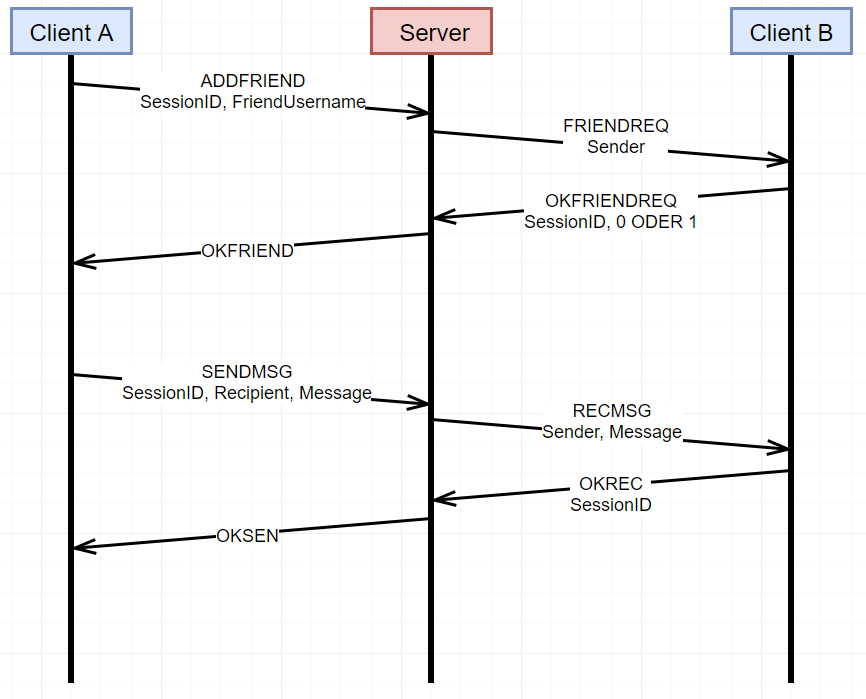 Client A
Server
Client B
ADDFRIEND
SessionID, FriendUsername
FRIENDREQ
Sender
OKFRIENDREQ
SessionID, 0 ODER 1
OKFRIEND
SENDMSG
SessionID, Recipient, Message
RECMSG
Sender, Message
OKREC
SessionID
OKSEN